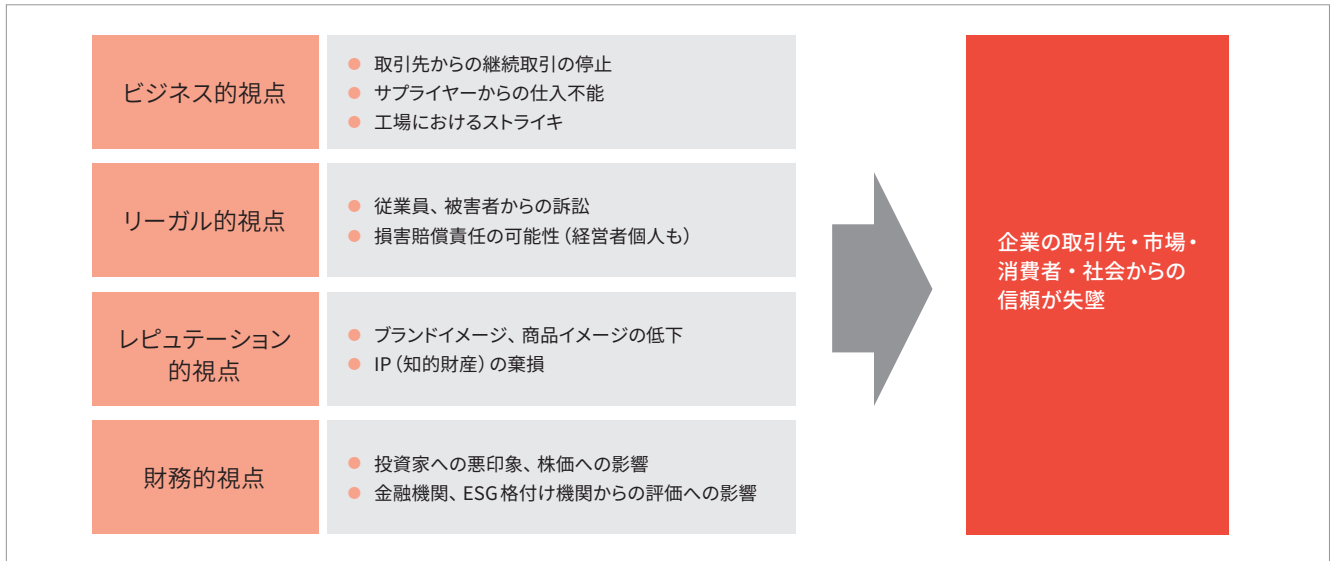 ビジネス的視点
● 取引先からの継続取引の停止
● サプライヤーからの仕入不能
● 工場におけるストライキ
リーガル的視点
● 従業員、被害者からの訴訟
● 損害賠償責任の可能性（経営者個人も）
レピュテーション
的視点
● ブランドイメージ、商品イメージの低下
● IP（知的財産）の棄損
財務的視点
● 投資家への悪印象、株価への影響
● 金融機関、ESG格付け機関からの評価への影響
企業の取引先・市場・
消費者・社会からの
信頼が失墜